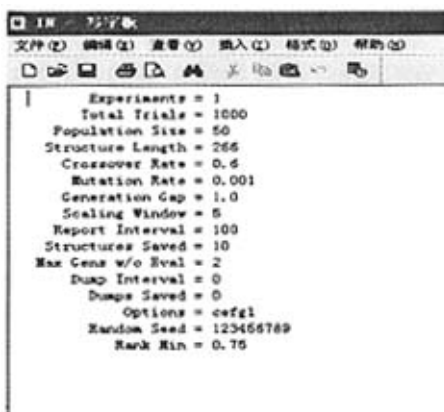 IN - 写字板
文件(F) 编辑(E) 查看(V) 插入(I) 格式(O) 帮助(H)
Experiments = 1
Total Trials = 1000
Population Size = 50
Structure Length = 266
Crossover Rate = 0.6
Mutation Rate = 0.001
Generation Gap = 1.0
Scaling Window = 5
Report Interval = 100
Structures Saved = 10
Max Gens w/o Eval = 2
Dump Interval = 0
Dumps Saved = 0
Options = cefgl
Random Seed = 123456789
Rank Min = 0.75